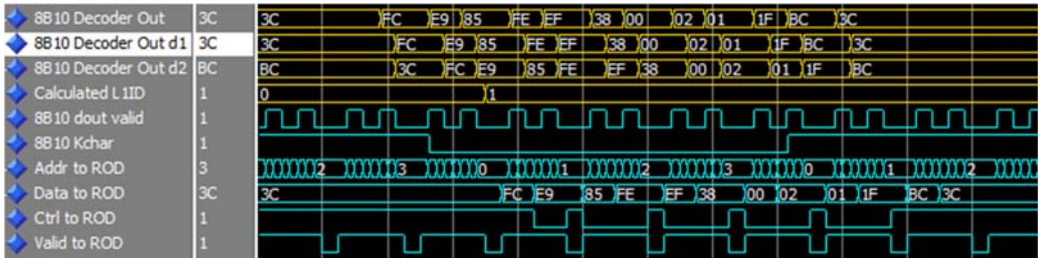 8B10 Decoder Out 3C 3C FC E9 85 FE EF 38 00 02 01 1F BC 3C
8B10 Decoder Out d1 3C 3C FC E9 85 FE EF 38 00 02 01 1F BC 3C
8B10 Decoder Out d2 BC BC 3C FC E9 85 FE EF 38 00 02 01 1F BC
Calculated L1ID 1 0 1
8B10 dout valid 1
8B10 Kchar 1
Addr to ROD 3 2 3 0 1 2 3 0 1 2
Data to ROD 3C 3C FC E9 85 FE EF 38 00 02 01 1F BC 3C
Ctrl to ROD 1
Valid to ROD 1